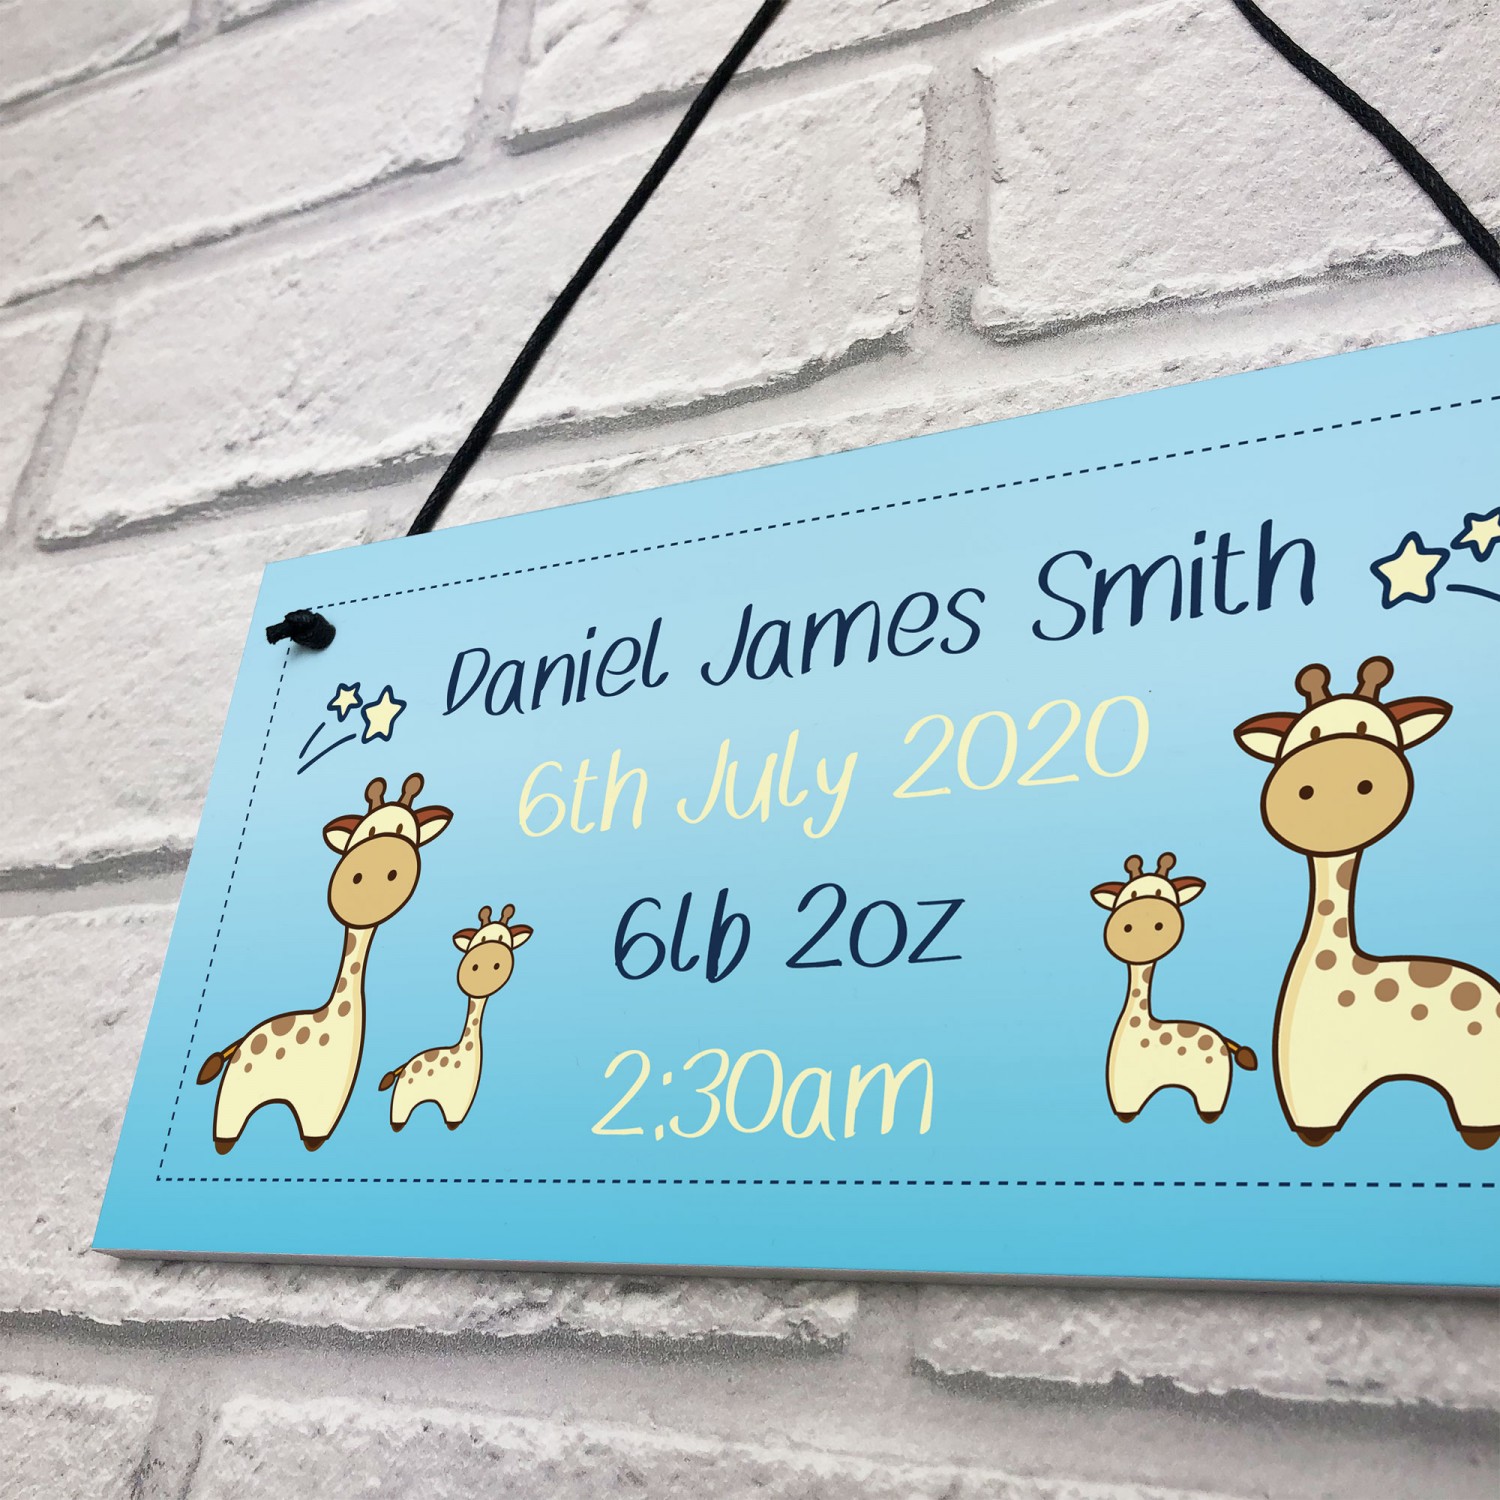 Daniel James Smith
6th July 2020
6lb 2oz
2:30am